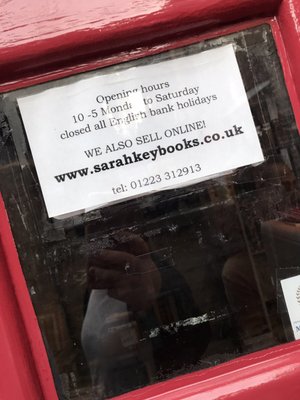 Opening hours
10 -5 Monday to Saturday
closed all English bank holidays
WE ALSO SELL ONLINE!
www.sarahkeybooks.co.uk
tel: 01223 312913